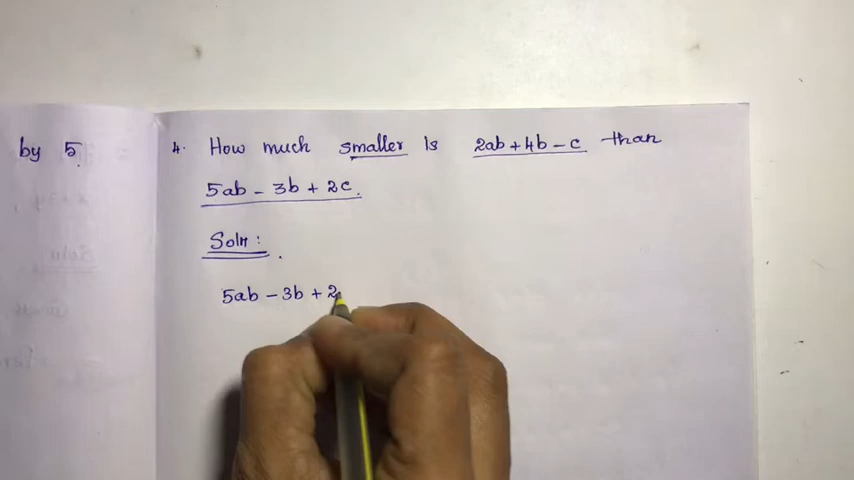 by 5
4. How much smaller is 2ab + 4b - c than
5ab - 3b + 2c.
Soln:
5ab - 3b + 2